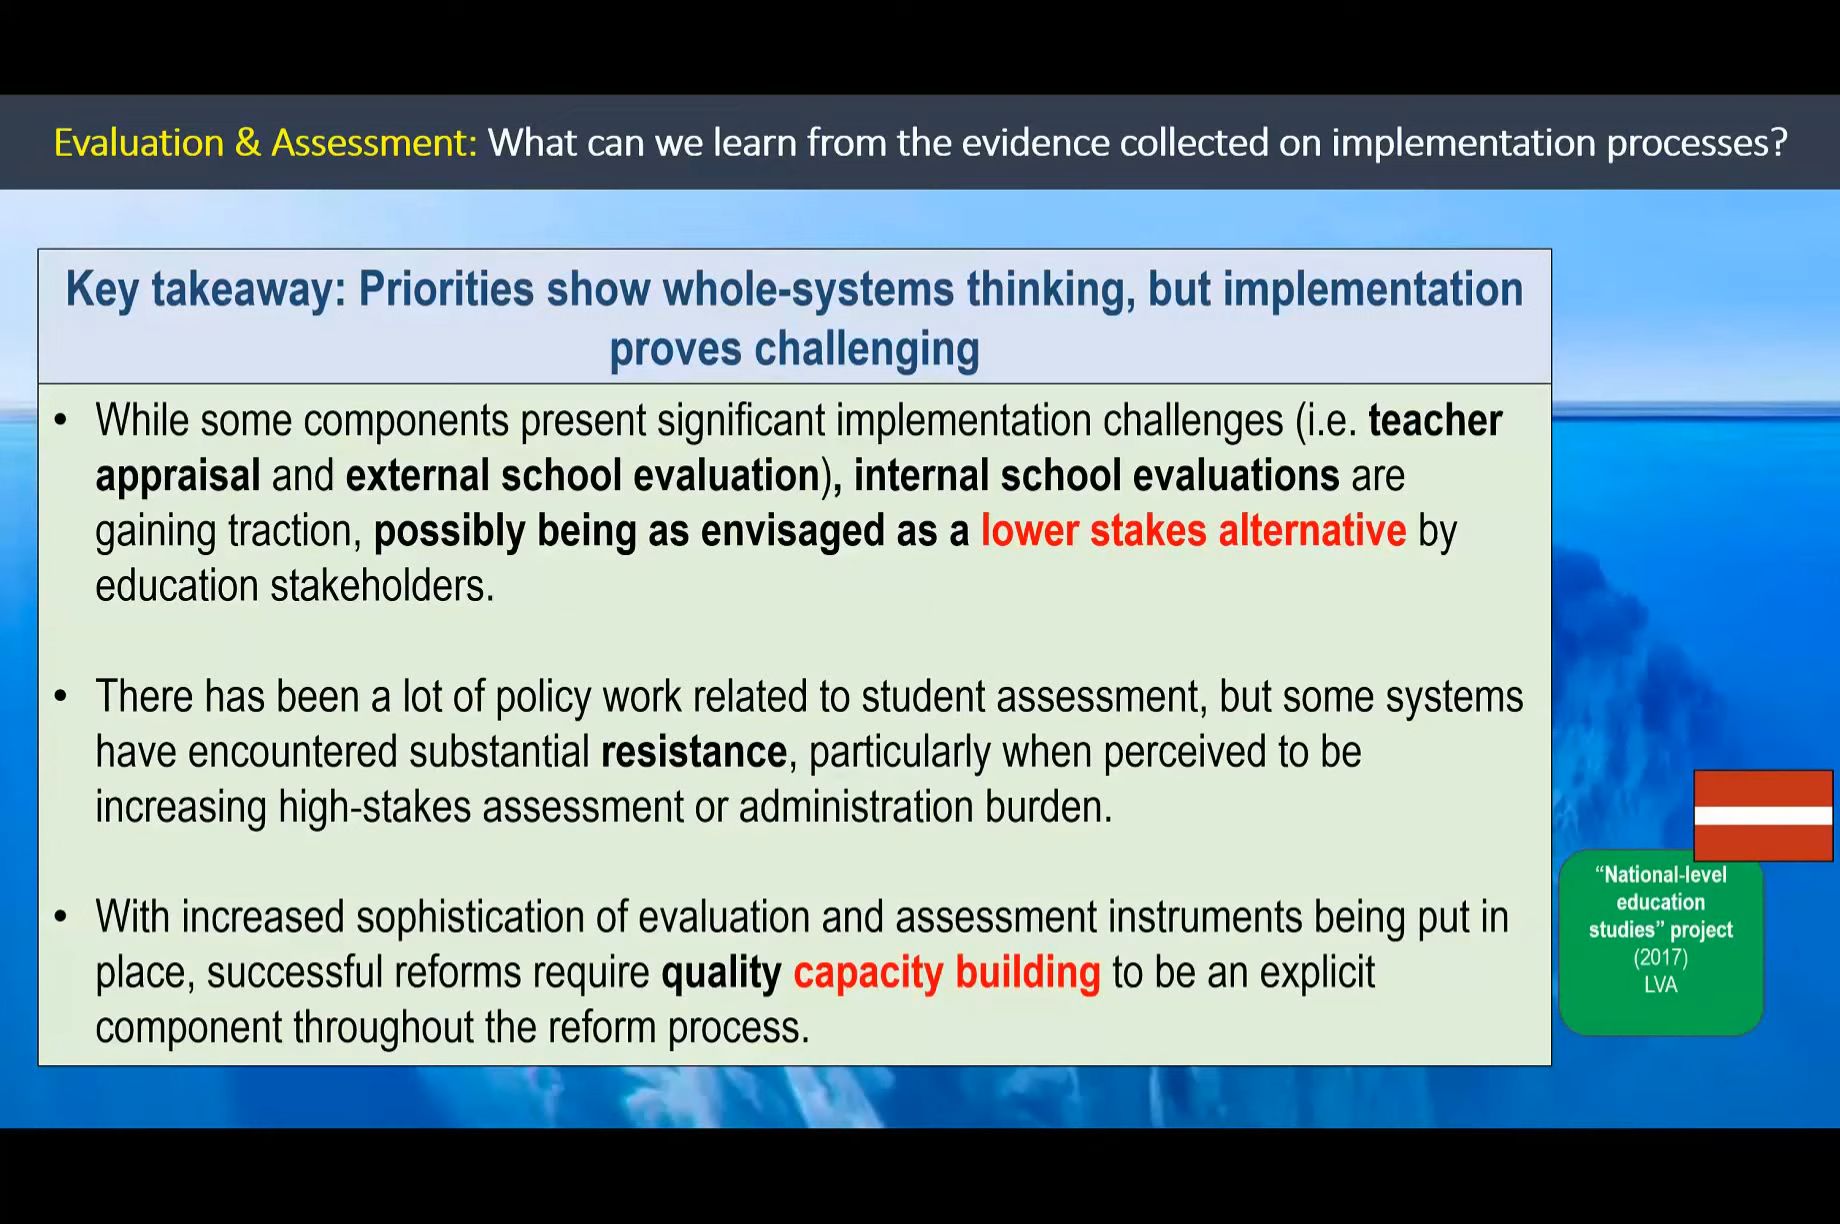 Evaluation & Assessment: What can we learn from the evidence collected on implementation processes?
Key takeaway: Priorities show whole-systems thinking, but implementation
proves challenging
• While some components present significant implementation challenges (i.e. teacher
appraisal and external school evaluation), internal school evaluations are
gaining traction, possibly being as envisaged as a lower stakes alternative by
education stakeholders.
• There has been a lot of policy work related to student assessment, but some systems
have encountered substantial resistance, particularly when perceived to be
increasing high-stakes assessment or administration burden.
• With increased sophistication of evaluation and assessment instruments being put in
place, successful reforms require quality capacity building to be an explicit
component throughout the reform process.
“National-level
education
studies” project
(2017)
LVA